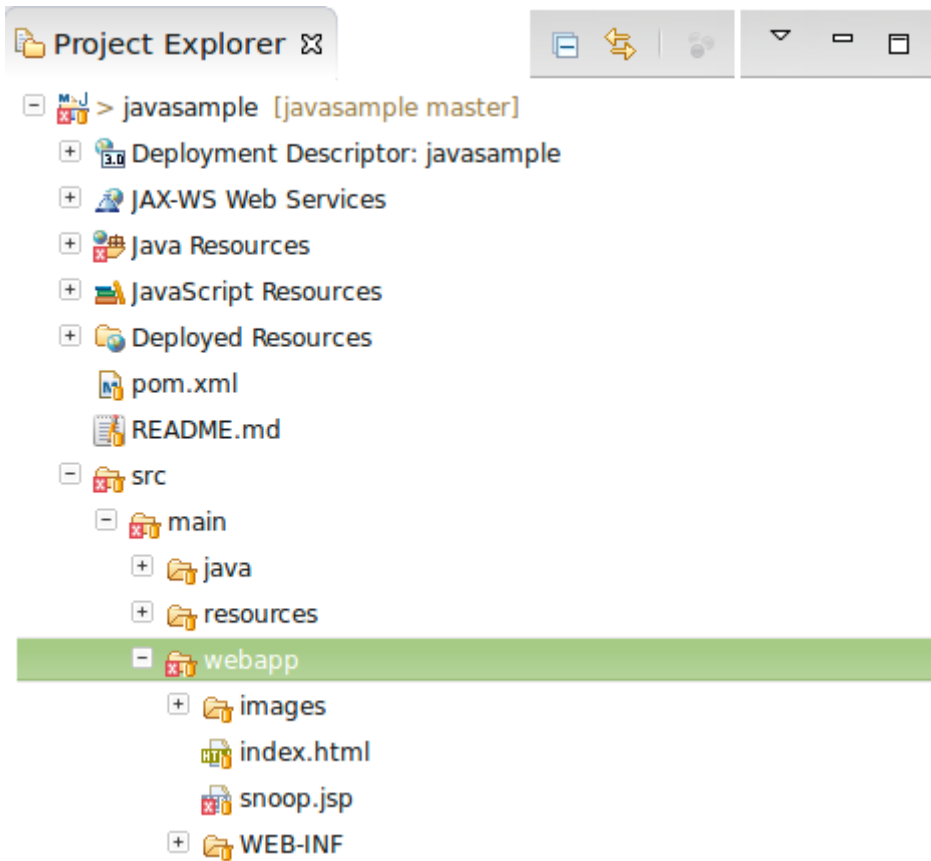 Project Explorer
> javasample [javasample master]
Deployment Descriptor: javasample
JAX-WS Web Services
Java Resources
JavaScript Resources
Deployed Resources
pom.xml
README.md
src
main
java
resources
webapp
images
index.html
snoop.jsp
WEB-INF